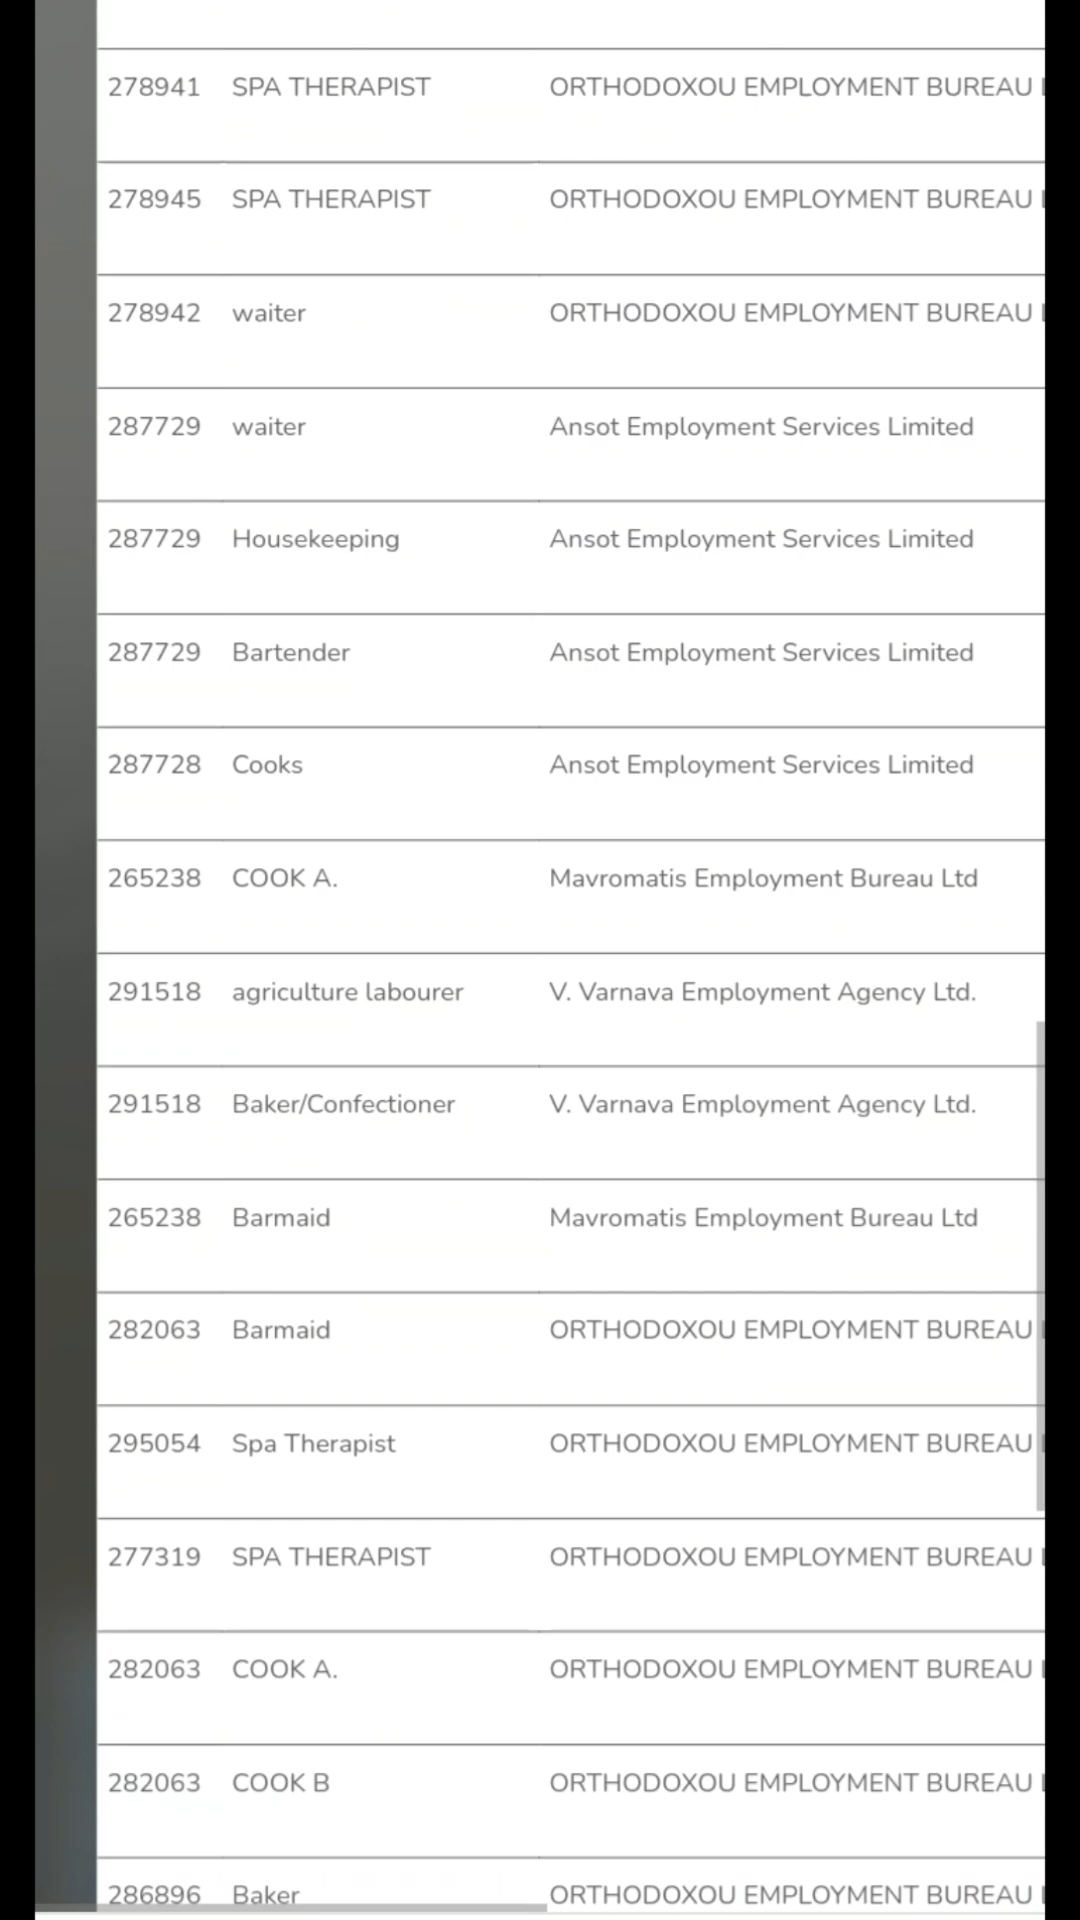 278941 SPA THERAPIST ORTHODOXOU EMPLOYMENT BUREAU
278945 SPA THERAPIST ORTHODOXOU EMPLOYMENT BUREAU
278942 waiter ORTHODOXOU EMPLOYMENT BUREAU
287729 waiter Ansot Employment Services Limited
287729 Housekeeping Ansot Employment Services Limited
287729 Bartender Ansot Employment Services Limited
287728 Cooks Ansot Employment Services Limited
265238 COOK A. Mavromatis Employment Bureau Ltd
291518 agriculture labourer V. Varnava Employment Agency Ltd.
291518 Baker/Confectioner V. Varnava Employment Agency Ltd.
265238 Barmaid Mavromatis Employment Bureau Ltd
282063 Barmaid ORTHODOXOU EMPLOYMENT BUREAU
295054 Spa Therapist ORTHODOXOU EMPLOYMENT BUREAU
277319 SPA THERAPIST ORTHODOXOU EMPLOYMENT BUREAU
282063 COOK A. ORTHODOXOU EMPLOYMENT BUREAU
282063 COOK B ORTHODOXOU EMPLOYMENT BUREAU
286896 Baker ORTHODOXOU EMPLOYMENT BUREAU